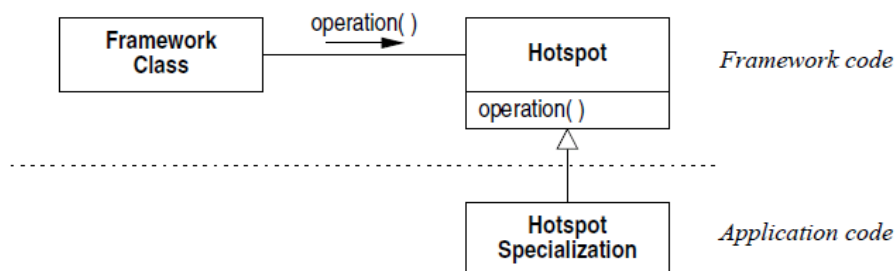 operation( )
Framework
Class
Hotspot
Framework code
operation( )
Hotspot
Specialization
Application code